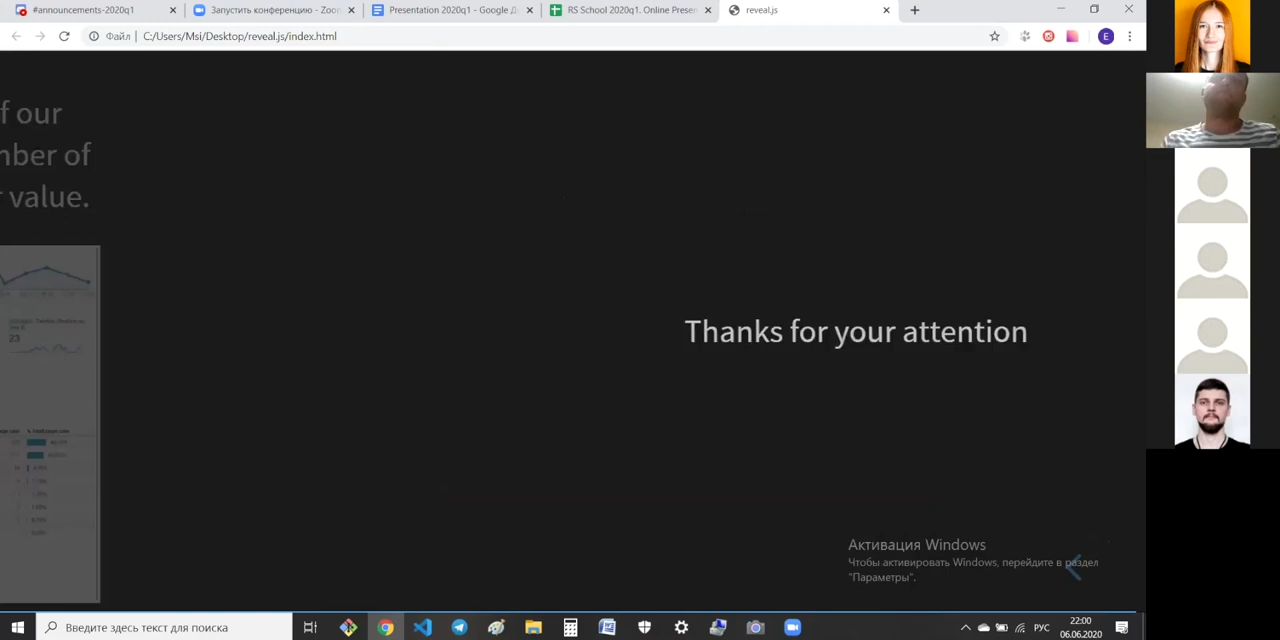 #announcements-2020q1
Запустить конференцию - Zoom
Presentation 2020q1 - Google Д
RS School 2020q1. Online Presen
reveal.js
Файл | C:/Users/Msi/Desktop/reveal.js/index.html
E
f our
nber of
r value.
23
Thanks for your attention
Активация Windows
Чтобы активировать Windows, перейдите в раздел
"Параметры".
Введите здесь текст для поиска
РУС
22:00
06.06.2020